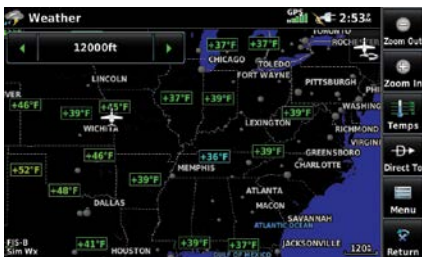 Weather
GPS
2:53
12000ft
TORONTO
+37°F
+37°F
ROCHESTER
CHICAGO
TOLEDO
FORT WAYNE
LINCOLN
PITTSBURGH
PHI
VER
+46°F
+39°F
+45°F
+37°F
+39°F
+39°F
WASHING
WICHITA
LEXINGTON
RICHMOND
VIRGINI
+46°F
+36°F
+39°F
GREENSBORO
CHARLOTTE
+52°F
MEMPHIS
+48°F
+39°F
DALLAS
ATLANTA
MACON
SAVANNAH
ATLANTIC OCEAN
FIS-B
Sim Wx
+41°F
HOUSTON
+39°F
+37°F
JACKSONVILLE
GULF OF MEXICO
120
Zoom Out
Zoom In
Temps
Direct To
Menu
Return